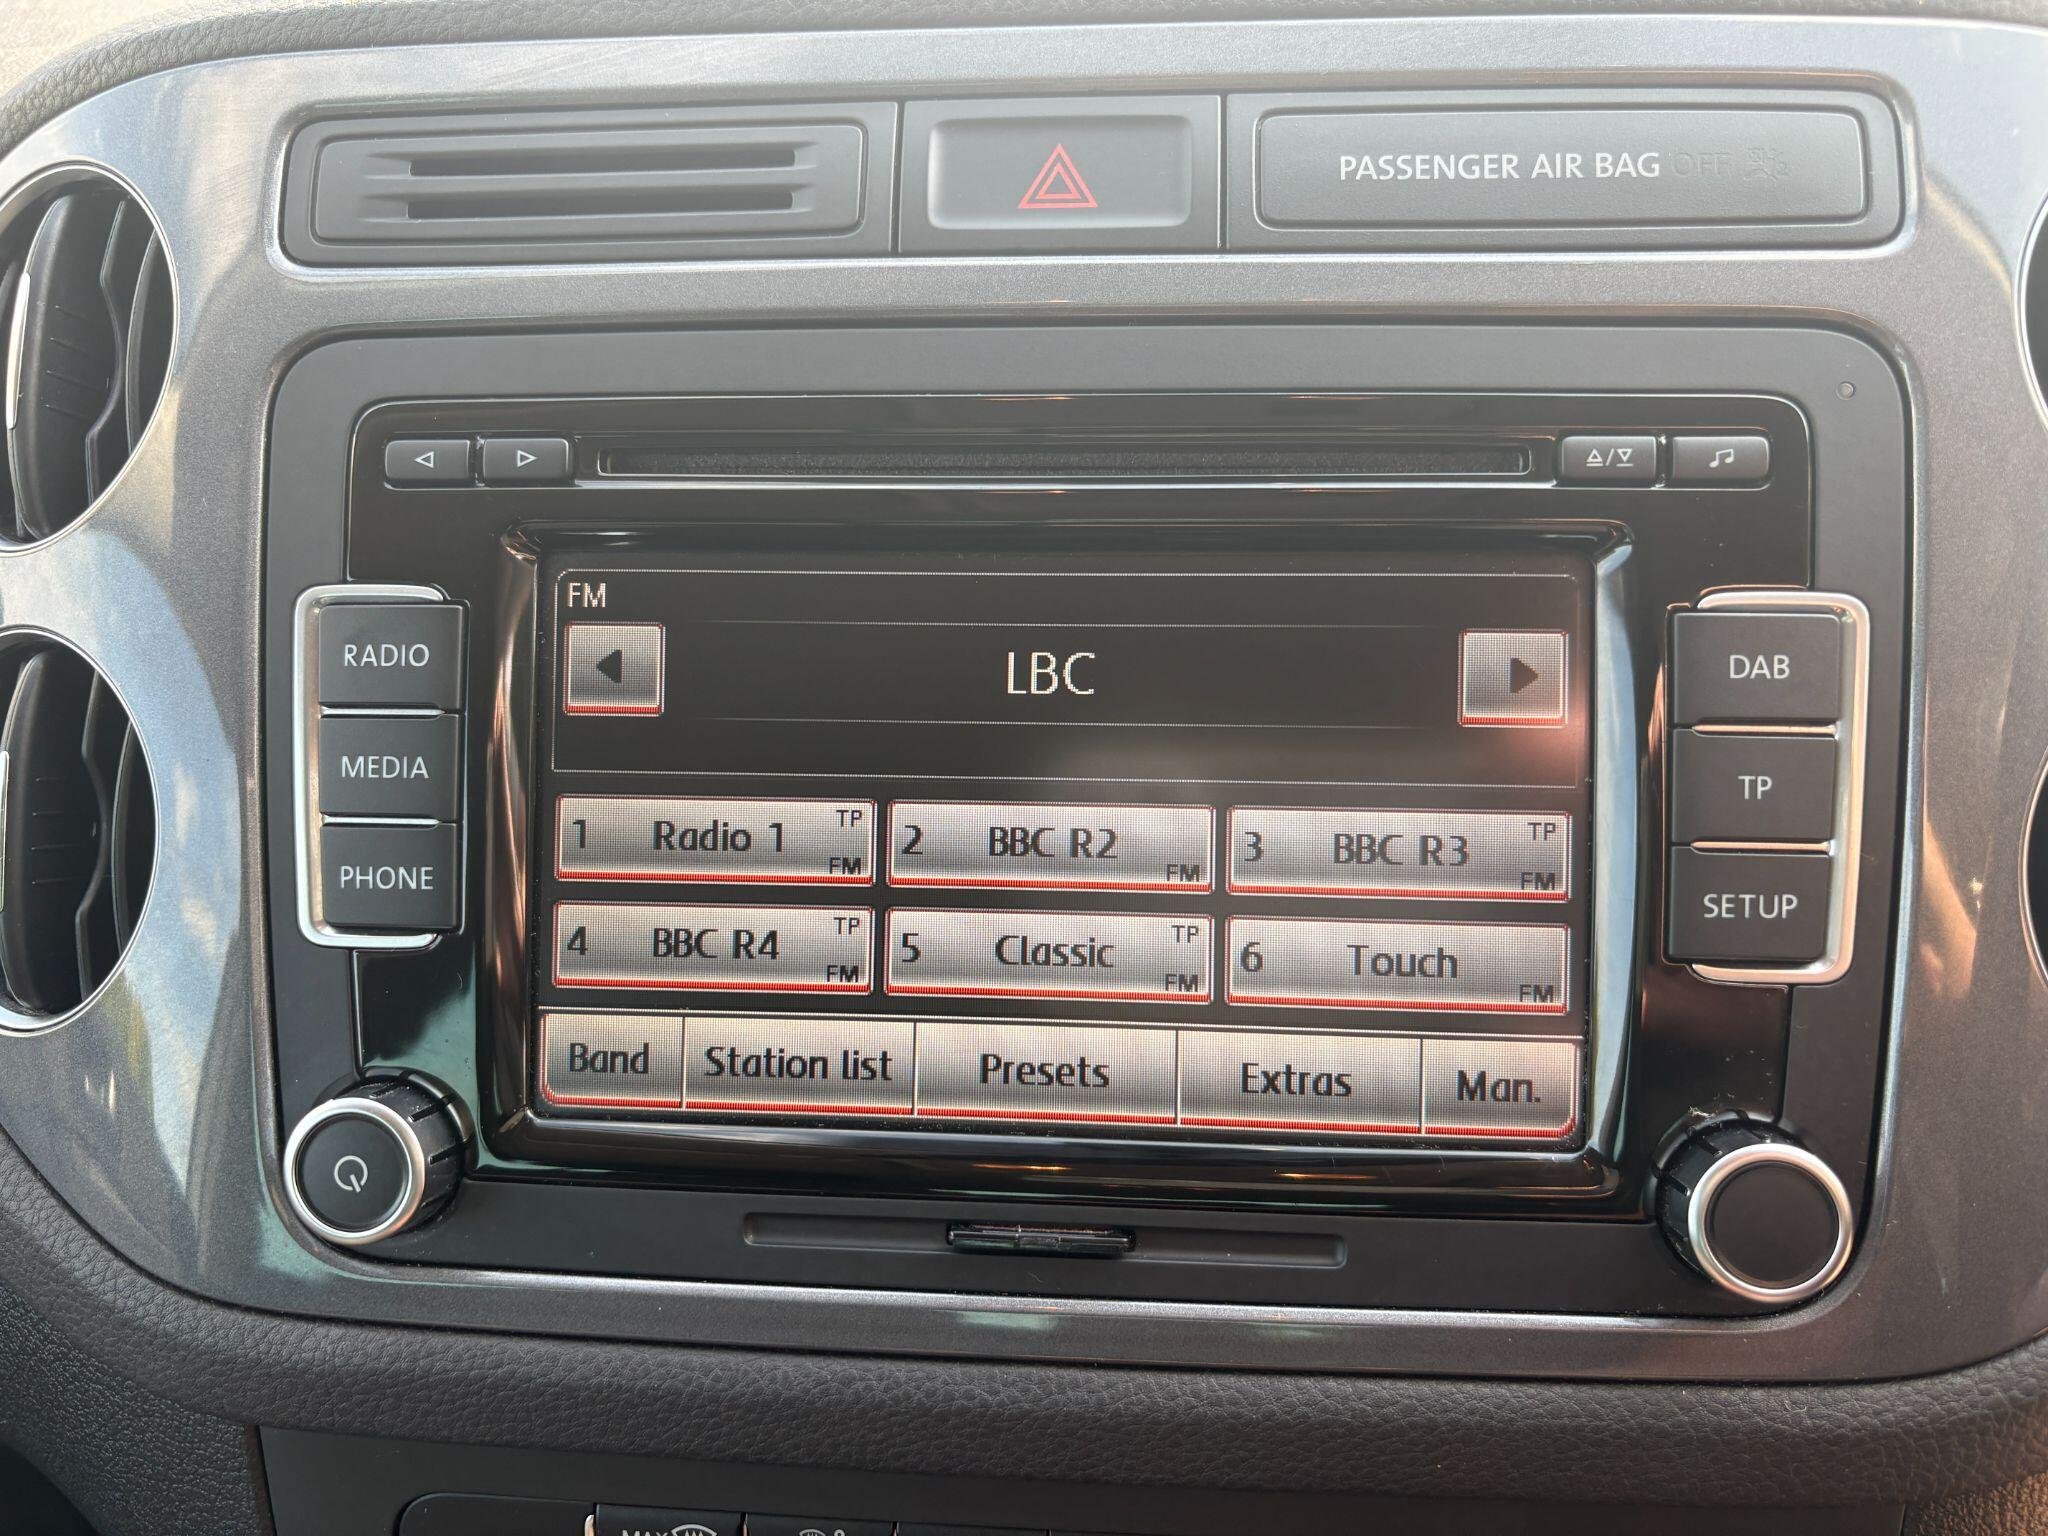 PASSENGER AIR BAG OFF
RADIO
MEDIA
PHONE
FM
LBC
1 Radio 1 TP FM
2 BBC R2 FM
3 BBC R3 TP FM
4 BBC R4 TP FM
5 Classic TP FM
6 Touch FM
Band Station list Presets Extras Man.
DAB
TP
SETUP
MAX